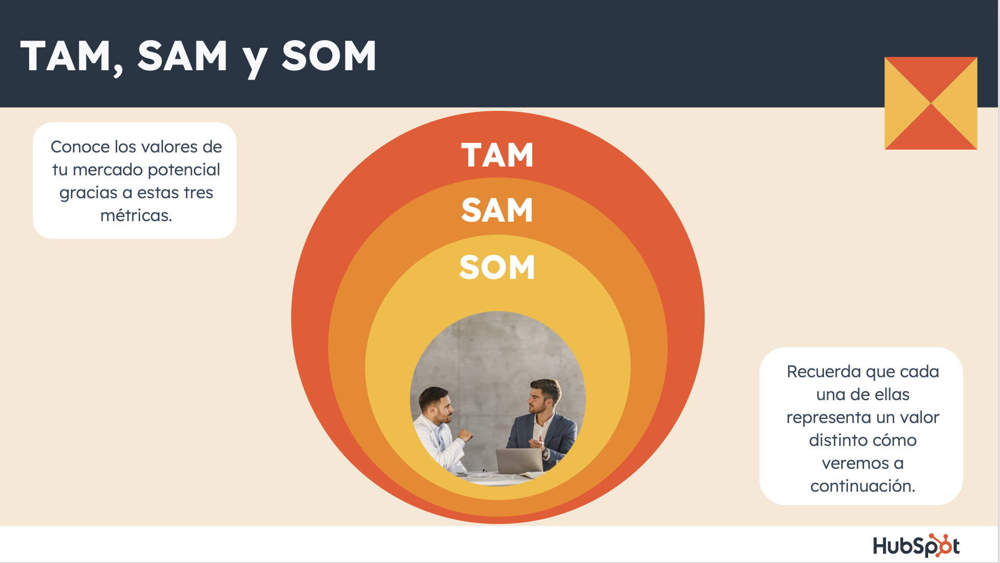 TAM, SAM y SOM
Conoce los valores de
tu mercado potencial
gracias a estas tres
métricas.
TAM
SAM
SOM
Recuerda que cada
una de ellas
representa un valor
distinto cómo
veremos a
continuación.
HubSpot